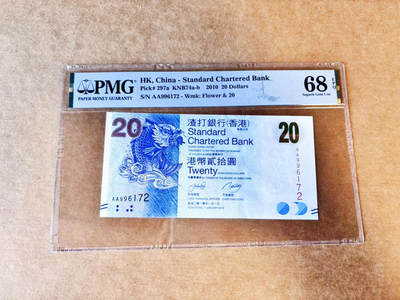 PMG
PAPER MONEY GUARANTY
HK, China - Standard Chartered Bank
Pick# 297a KNB74a-b 2010 20 Dollars
S/N AA996172 - Wmk: Flower & 20
68 EPQ
Superb Gem Unc
20
渣打銀行(香港)
Standard
Chartered Bank
港幣貳拾圓
Twenty
20
AA996172
AA996172